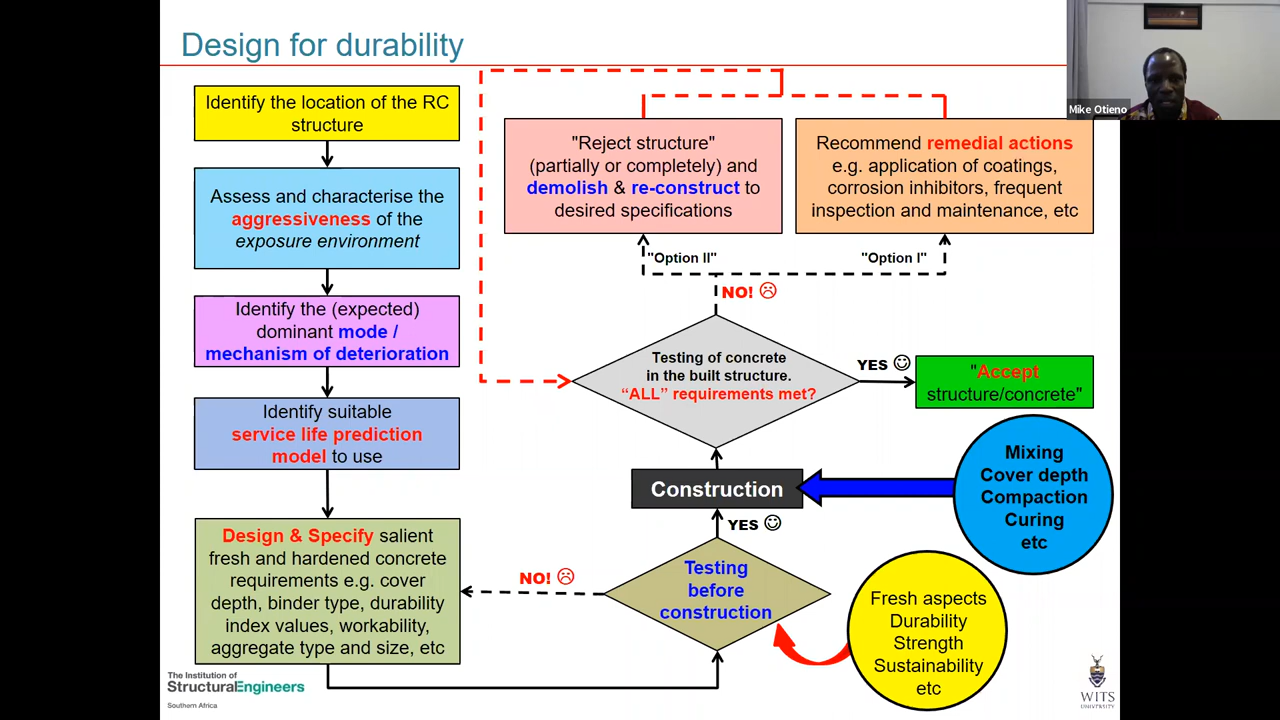 Design for durability
Mike Otieno
Identify the location of the RC
structure
Assess and characterise the
aggressiveness of the
exposure environment
Identify the (expected)
dominant mode /
mechanism of deterioration
Identify suitable
service life prediction
model to use
Design & Specify salient
fresh and hardened concrete
requirements e.g. cover
depth, binder type, durability
index values, workability,
aggregate type and size, etc
"Reject structure"
(partially or completely) and
demolish & re-construct to
desired specifications
Recommend remedial actions
e.g. application of coatings,
corrosion inhibitors, frequent
inspection and maintenance, etc
"Option II"
"Option I"
NO! ☹
Testing of concrete
in the built structure.
“ALL” requirements met?
YES ☺
"Accept
structure/concrete"
Construction
Mixing
Cover depth
Compaction
Curing
etc
YES ☺
Testing
before
construction
NO! ☹
Fresh aspects
Durability
Strength
Sustainability
etc
The Institution of
StructuralEngineers
Southern Africa
WITS
UNIVERSITY